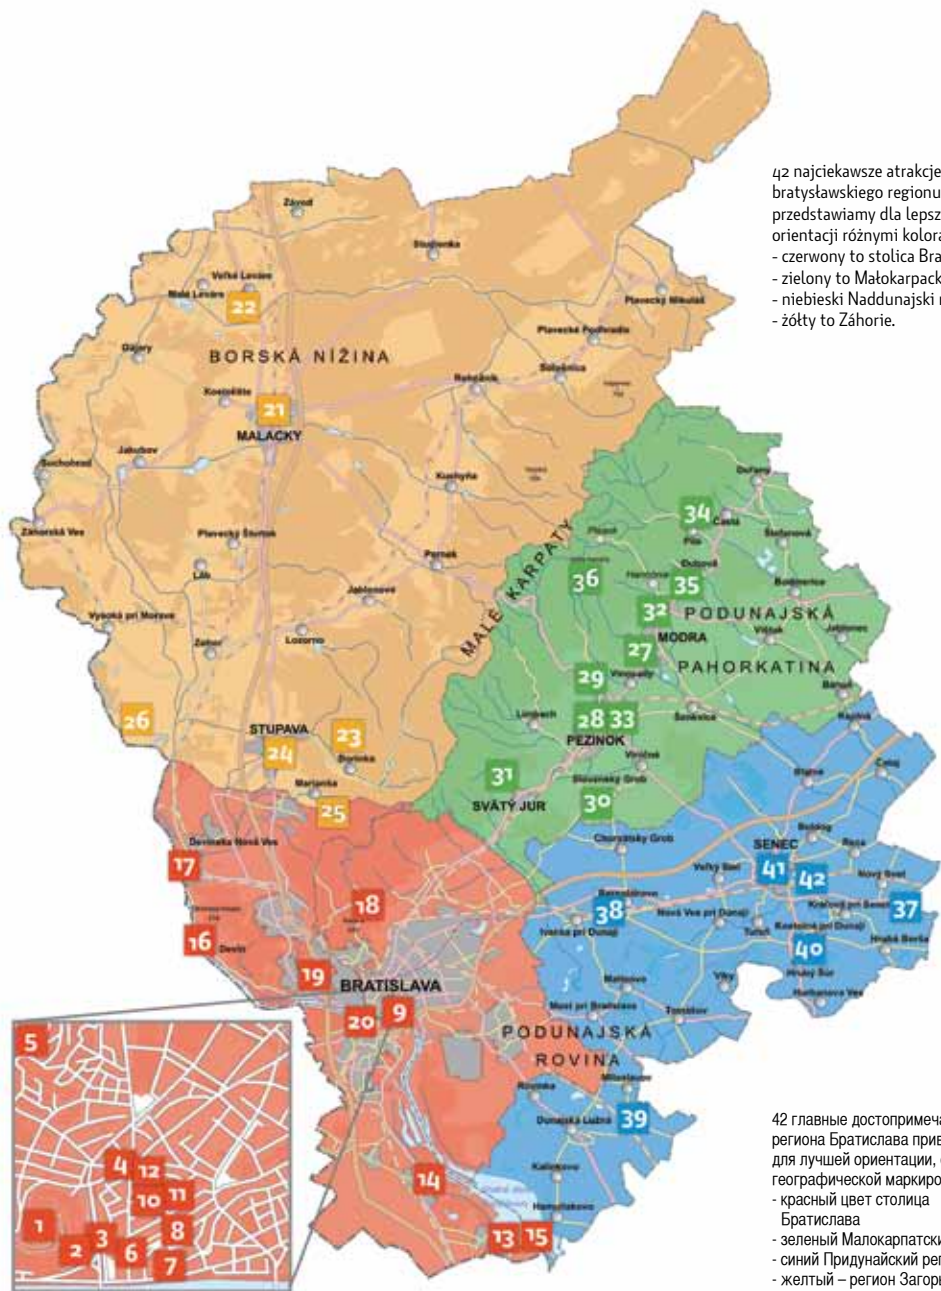 42 najciekawsze atrakcje
bratysławskiego regionu
przedstawiamy dla lepsz
orientacji różnymi kolora
- czerwony to stolica Bra
- zielony to Małokarpack
- niebieski Naddunajski r
- żółty to Záhorie.
Závod
Studienka
Veľké Leváre
Malé Leváre
22
Plavecký Mikuláš
Plavecké Podhradie
Gajary
BORSKÁ NÍŽINA
Sološnica
Rohožník
Kostolište
21
MALACKY
Jakubov
Suchohrad
Kuchyňa
Dubány
34
Častá
Píla
Záhorská Ves
Plavecký Štvrtok
MALÉ KARPATY
Štefanová
Pernek
Dubová
Láb
36
Harmónia
35
Budmerice
Jablonové
32
PODUNAJSKÁ
Vysoká pri Morave
MODRA
Vištuk
Jablonec
Zohor
Lozorno
27
Vinosady
PAHORKATINA
29
Báhoň
26
Limbach
28
33
Šenkvice
Kaplna
STUPAVA
23
24
PEZINOK
Borinka
Viničné
31
Slovenský Grob
Blatné
Čataj
Marianka
25
SVÄTÝ JUR
30
Boldog
Devínska Nová Ves
Chorvátsky Grob
SENEC
Reca
17
41
42
Veľký Biel
Nový Svet
18
Bernolákovo
38
Nová Ves pri Dunaji
Kráľová pri Senci
37
Ivanka pri Dunaji
Tureň
Kostolná pri Dunaji
16
Devín
40
Hrubá Borša
19
Hrubý Šúr
BRATISLAVA
Malinovo
Vlky
Hurbanova Ves
20
9
Most pri Bratislave
Tomášov
5
PODUNAJSKÁ
ROVINA
Miloslavov
Rovinka
Dunajská Lužná
39
4
12
14
Kalinkovo
10
11
1
3
8
Hamuliakovo
2
6
13
15
7
42 главные достопримеча
региона Братислава прив
для лучшей ориентации,
географической маркиро
- красный цвет столица
Братислава
- зеленый Малокарпатски
- синий Придунайский рег
- желтый – регион Загорь